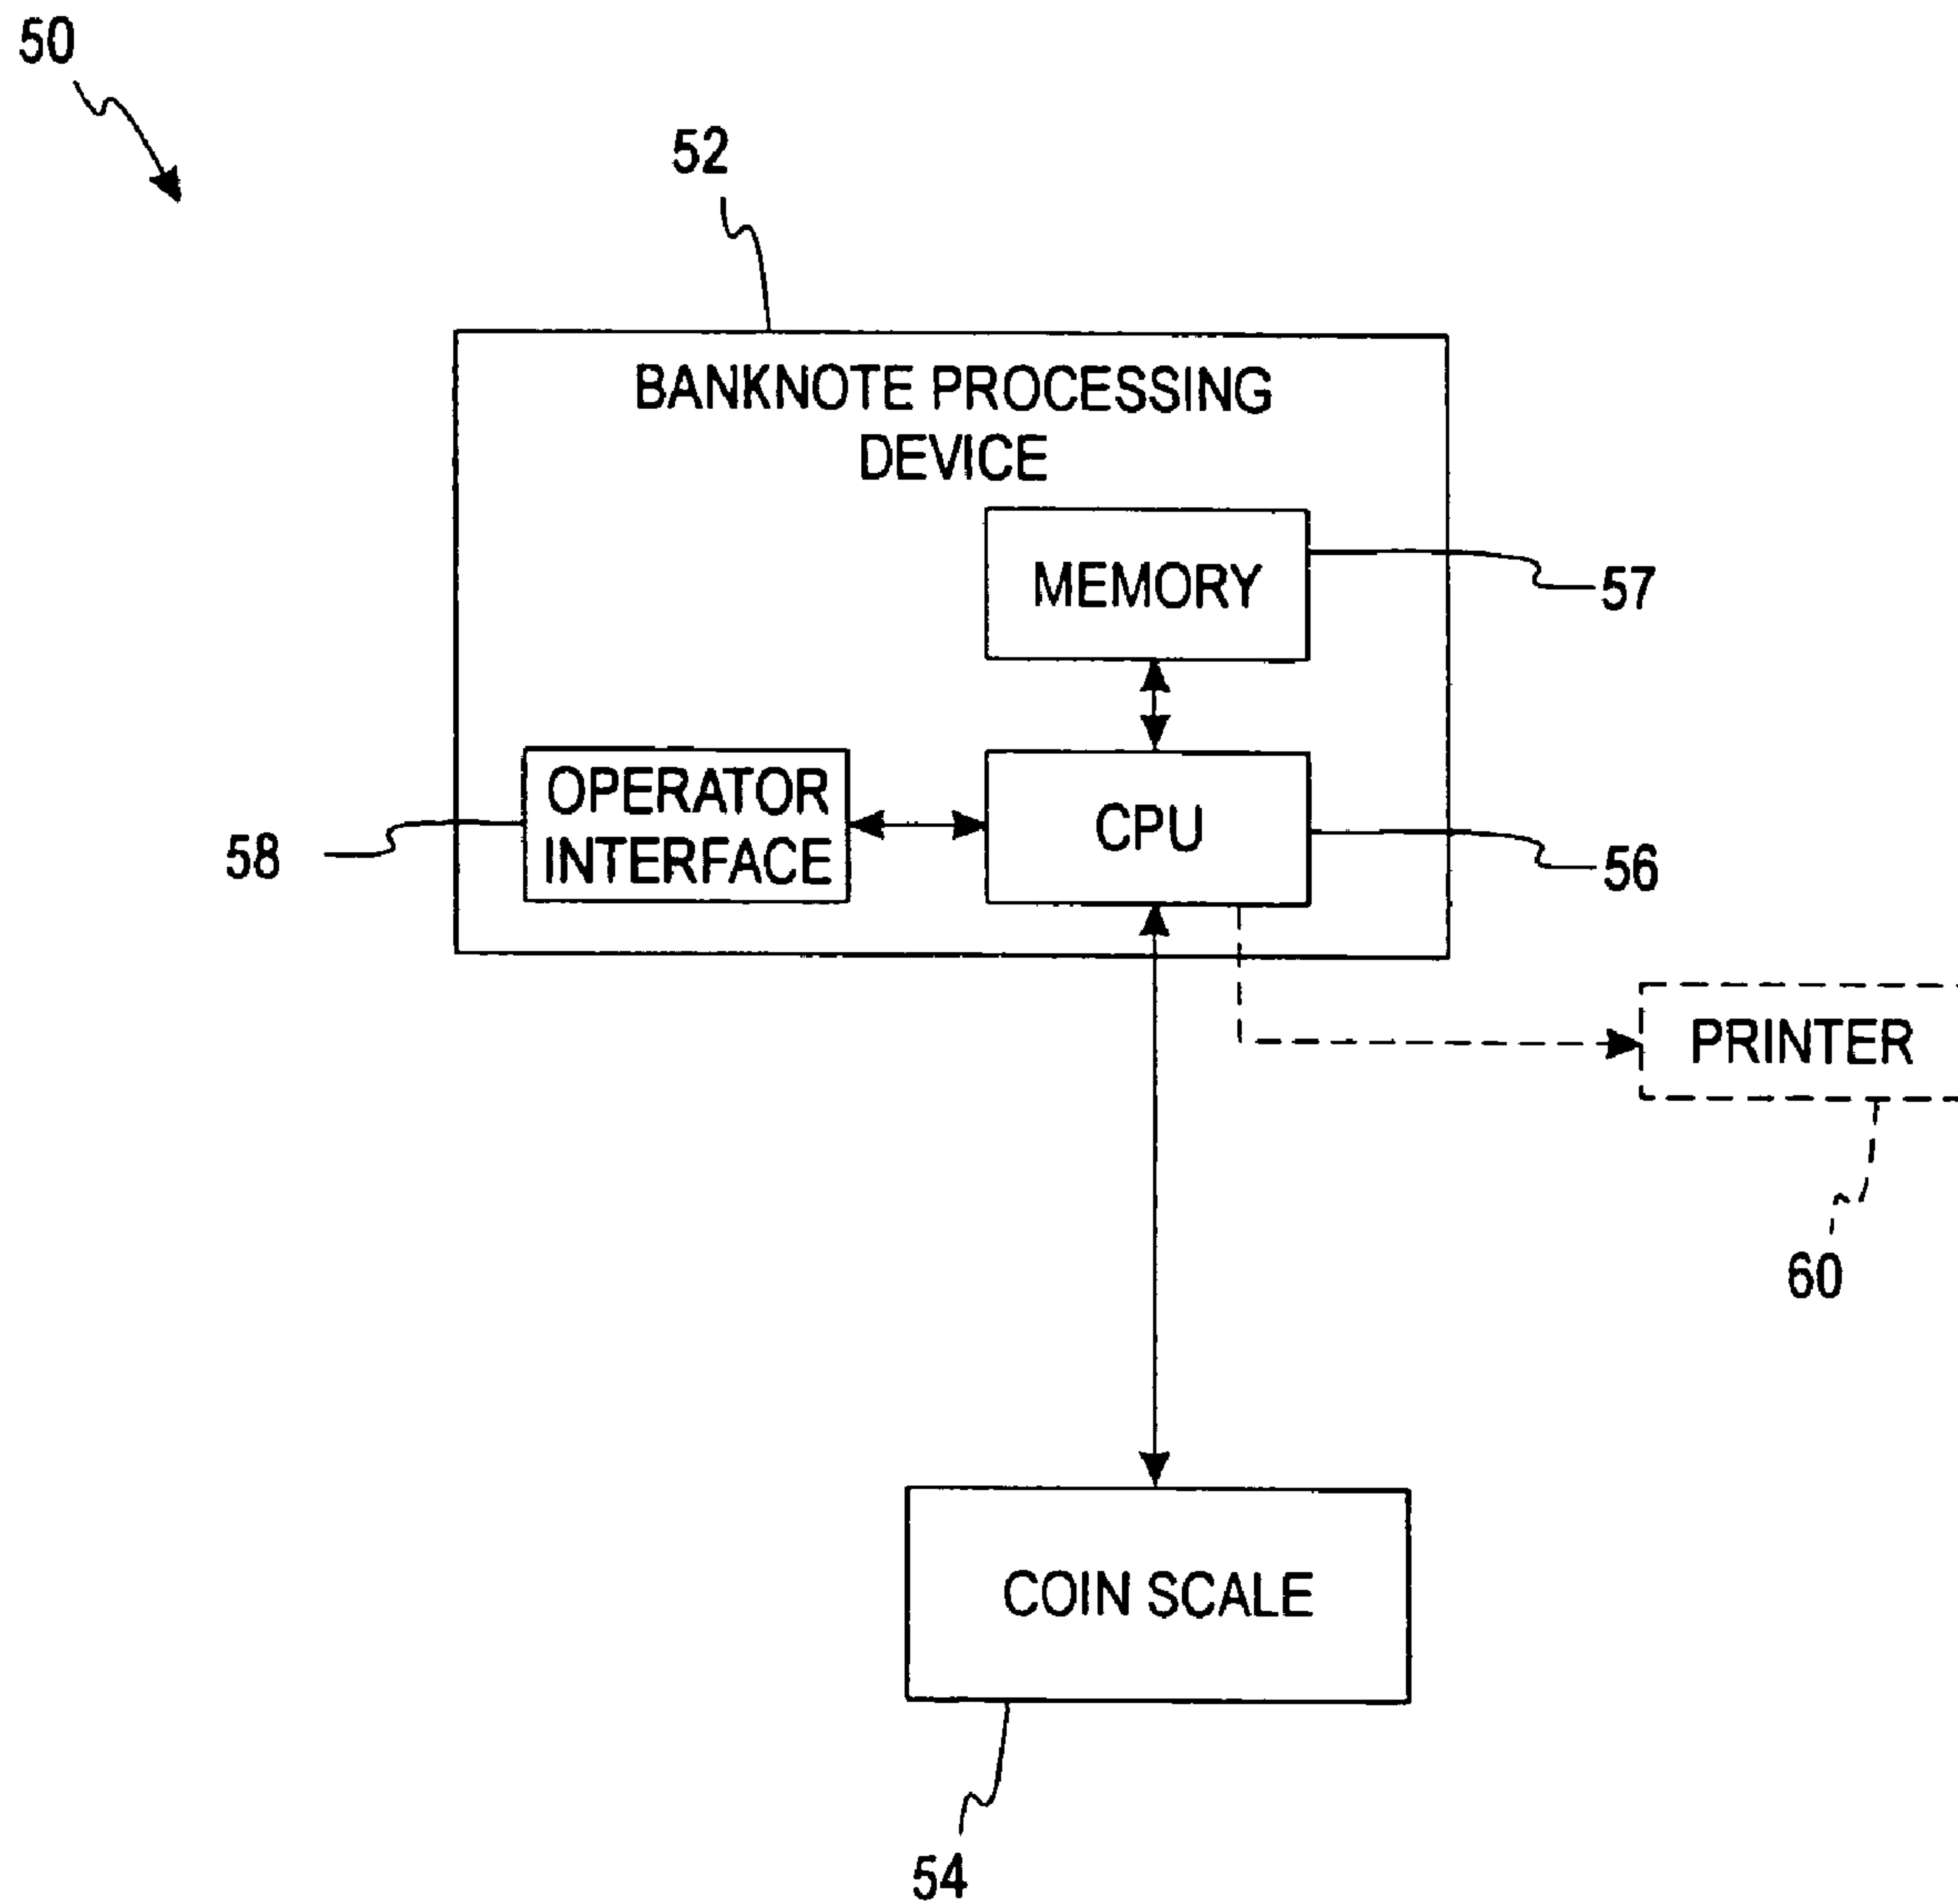 50
52
BANKNOTE PROCESSING
DEVICE
MEMORY
57
OPERATOR
INTERFACE
CPU
58
56
PRINTER
60
COIN SCALE
54